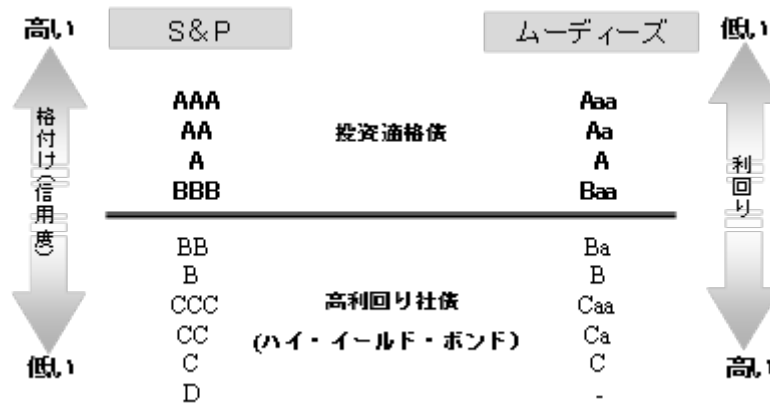 高い S&P ムーディーズ 低い
格付け(信用度)
利回り
AAA Aaa
AA 投資適格債 Aa
A A
BBB Baa
BB Ba
B B
CCC 高利回り社債 Caa
CC (ハイ・イールド・ボンド) Ca
C C
低い 高い
D -